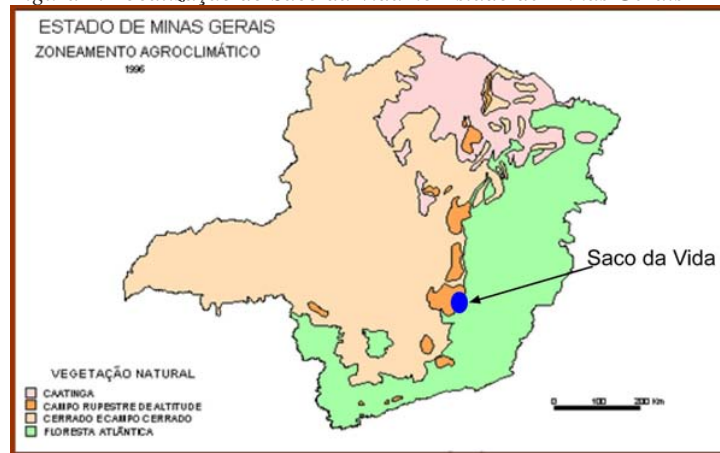 ESTADO DE MINAS GERAIS
ZONEAMENTO AGROCLIMÁTICO
1996
Saco da Vida
VEGETAÇÃO NATURAL
CAATINGA
CAMPO RUPESTRE DE ALTITUDE
CERRADO E CAMPO CERRADO
FLORESTA ATLÂNTICA
0 100 200 Km